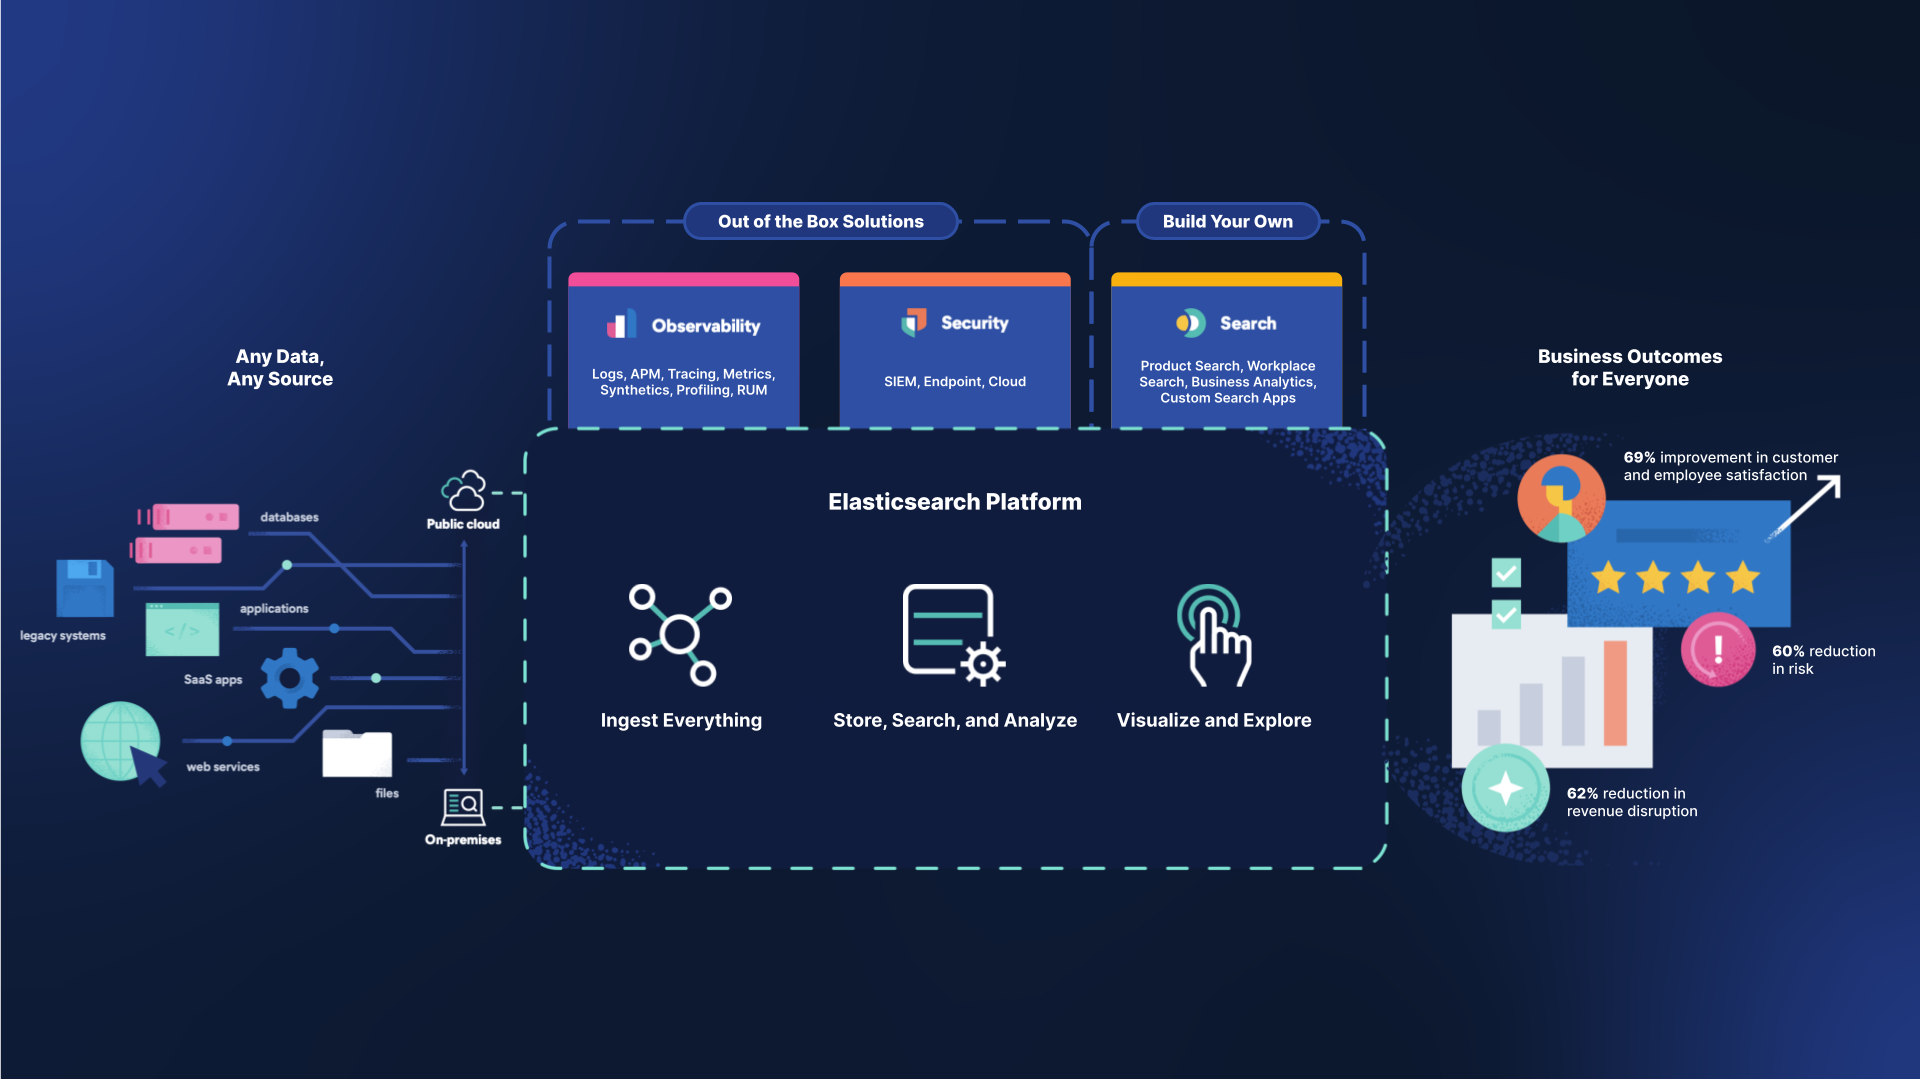 Out of the Box Solutions
Build Your Own
Observability
Logs, APM, Tracing, Metrics,
Synthetics, Profiling, RUM
Security
SIEM, Endpoint, Cloud
Search
Product Search, Workplace
Search, Business Analytics,
Custom Search Apps
Any Data,
Any Source
databases
legacy systems
applications
</>
SaaS apps
web services
files
Public cloud
On-premises
Elasticsearch Platform
Ingest Everything
Store, Search, and Analyze
Visualize and Explore
Business Outcomes
for Everyone
69% improvement in customer
and employee satisfaction
!
60% reduction
in risk
62% reduction in
revenue disruption